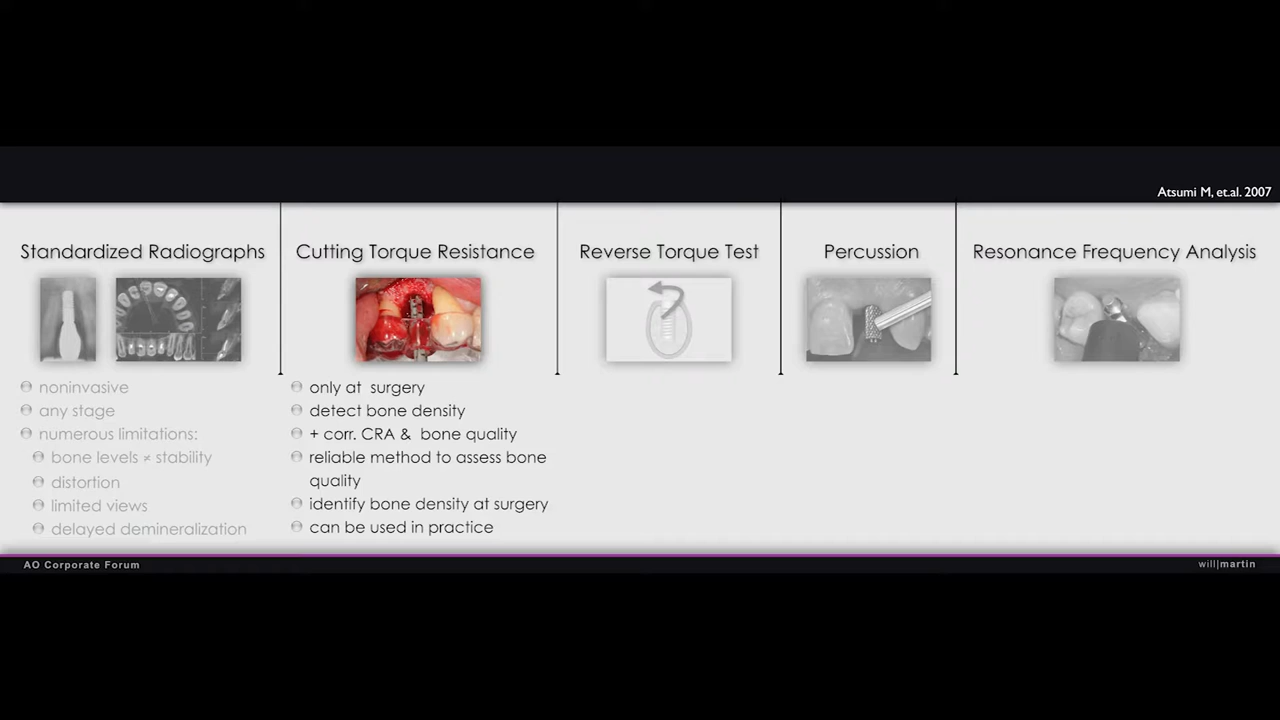 Atsumi M, et.al. 2007
Standardized Radiographs
Cutting Torque Resistance
Reverse Torque Test
Percussion
Resonance Frequency Analysis
noninvasive
any stage
numerous limitations:
bone levels ≠ stability
distortion
limited views
delayed demineralization
only at surgery
detect bone density
+ corr. CRA & bone quality
reliable method to assess bone
quality
identify bone density at surgery
can be used in practice
AO Corporate Forum
will|martin